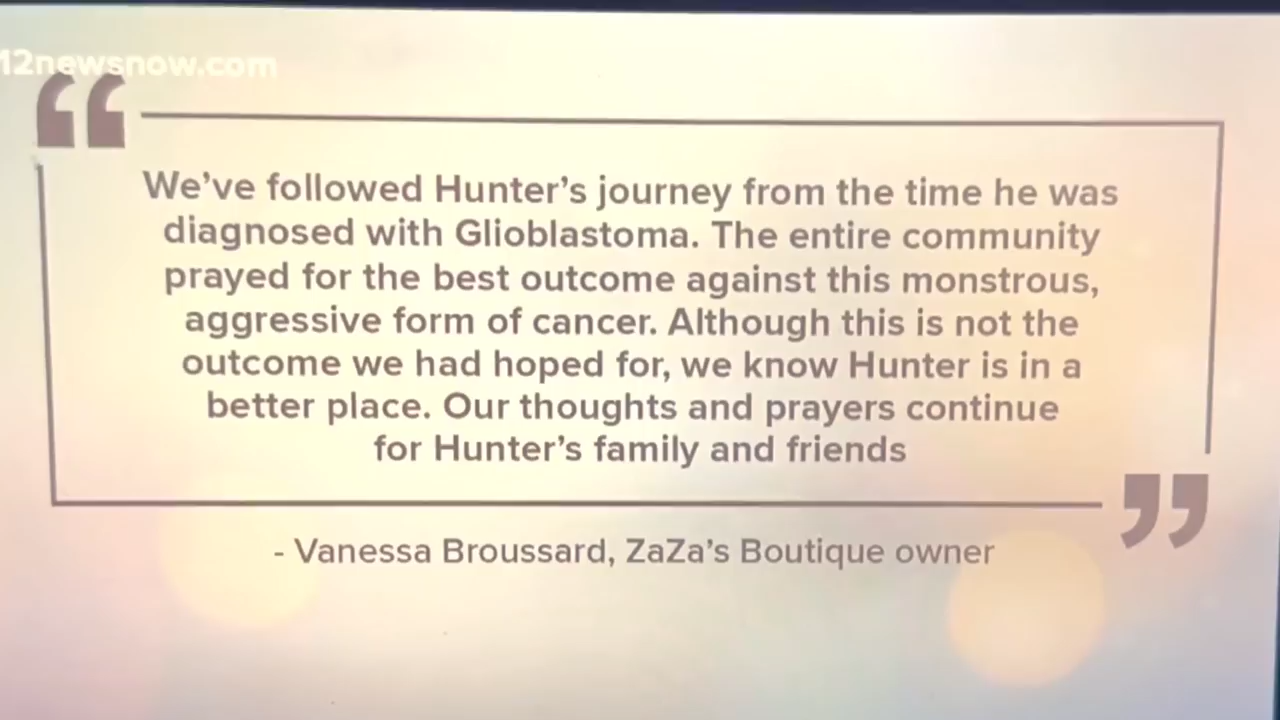 12newsnow.com
We've followed Hunter's journey from the time he was
diagnosed with Glioblastoma. The entire community
prayed for the best outcome against this monstrous,
aggressive form of cancer. Although this is not the
outcome we had hoped for, we know Hunter is in a
better place. Our thoughts and prayers continue
for Hunter's family and friends
- Vanessa Broussard, ZaZa's Boutique owner